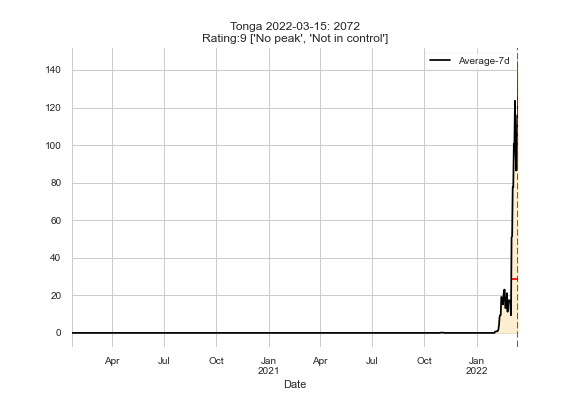 Tonga 2022-03-15: 2072
Rating:9 ['No peak', 'Not in control']
Average-7d
140
120
100
80
60
40
20
0
Apr Jul Oct Jan Apr Jul Oct Jan
2021 2022
Date